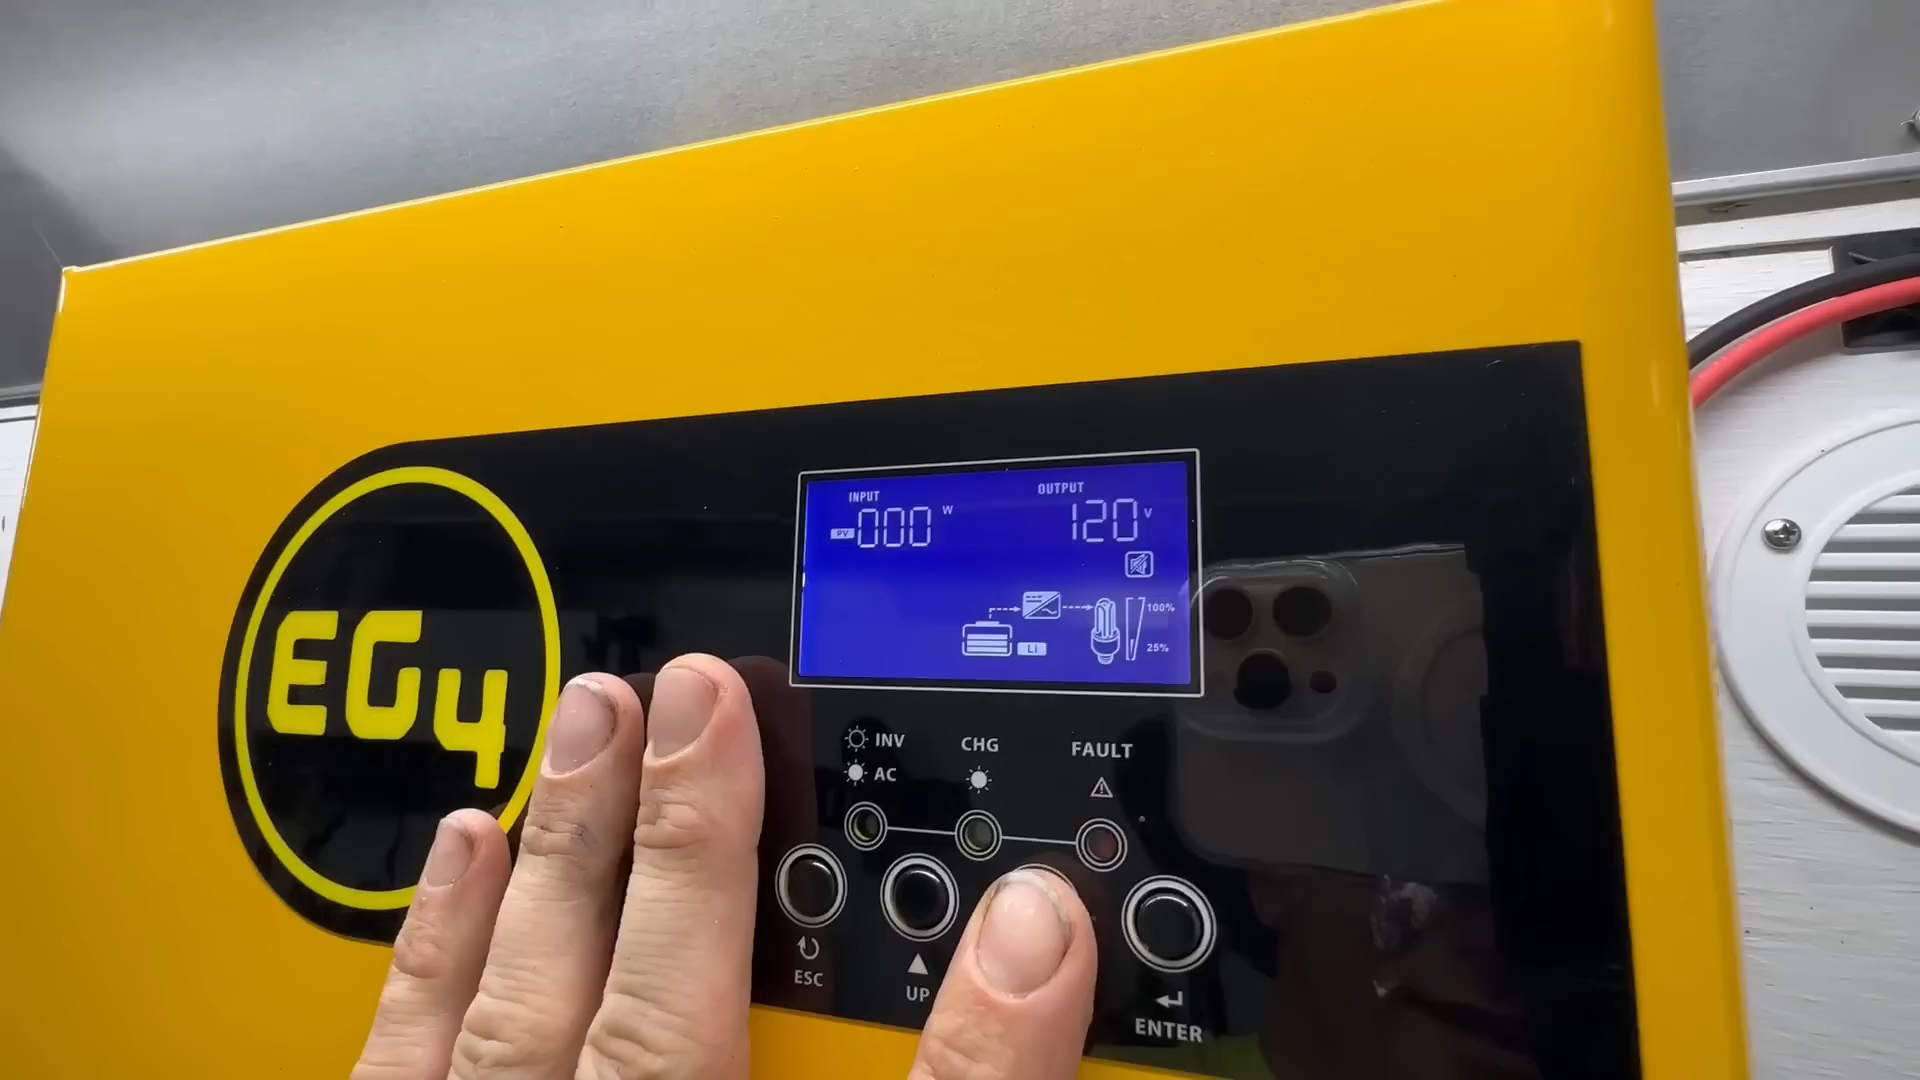 INPUT
OUTPUT
PV 000 W
120 V
Li
100%
25%
EG4
INV
AC
CHG
FAULT
ESC
UP
ENTER